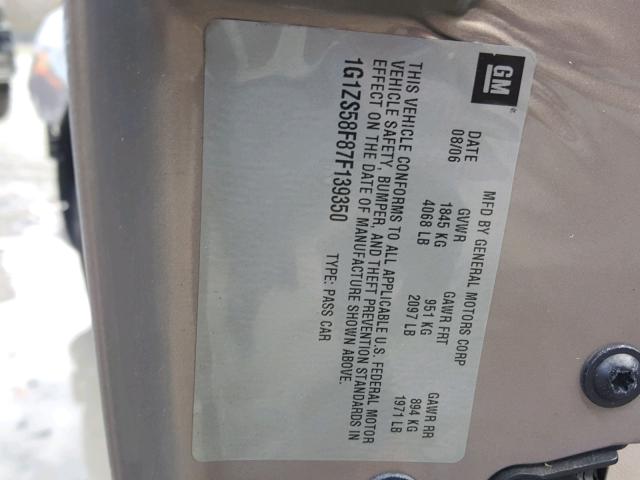 GM
MFD BY GENERAL MOTORS CORP
DATE GVWR GAWR FRT GAWR RR
08/06 1845 KG 951 KG 894 KG
4068 LB 2097 LB 1971 LB
THIS VEHICLE CONFORMS TO ALL APPLICABLE U.S. FEDERAL MOTOR
VEHICLE SAFETY, BUMPER, AND THEFT PREVENTION STANDARDS IN
EFFECT ON THE DATE OF MANUFACTURE SHOWN ABOVE.
1G1ZS58F87F139350 TYPE: PASS CAR